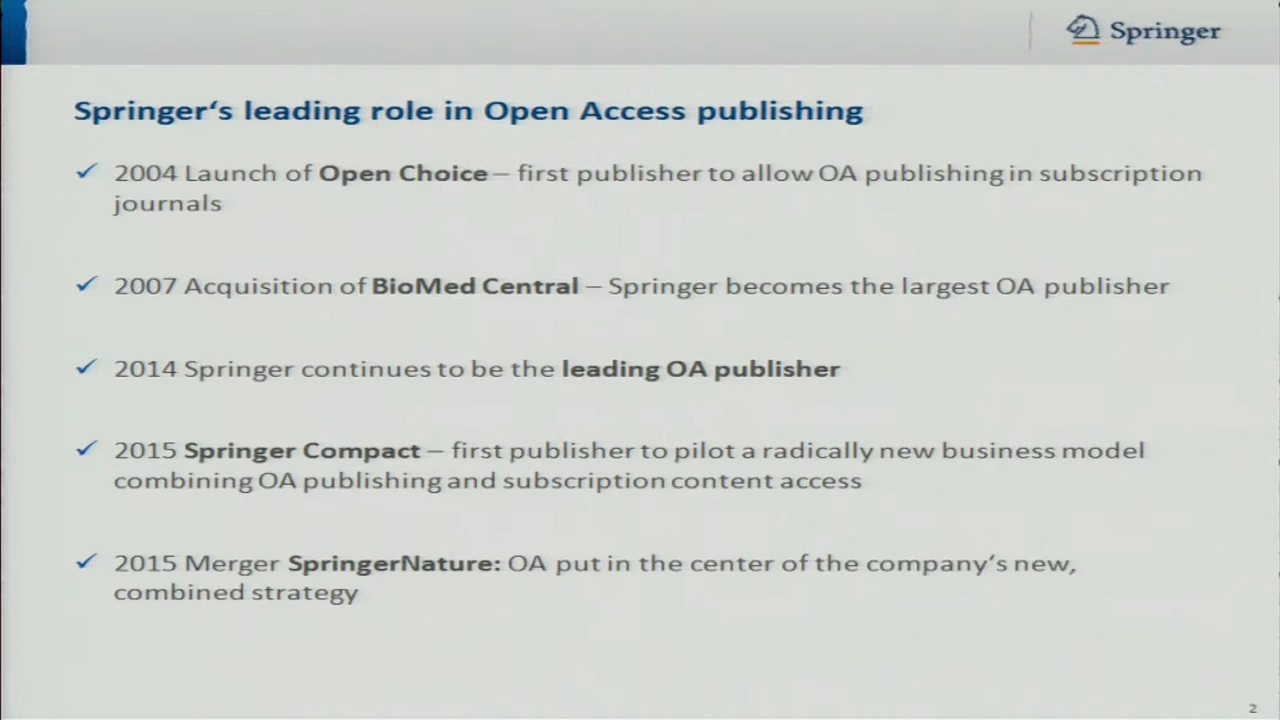 Springer
Springer‘s leading role in Open Access publishing
✓ 2004 Launch of Open Choice – first publisher to allow OA publishing in subscription
journals
✓ 2007 Acquisition of BioMed Central – Springer becomes the largest OA publisher
✓ 2014 Springer continues to be the leading OA publisher
✓ 2015 Springer Compact – first publisher to pilot a radically new business model
combining OA publishing and subscription content access
✓ 2015 Merger SpringerNature: OA put in the center of the company‘s new,
combined strategy
2